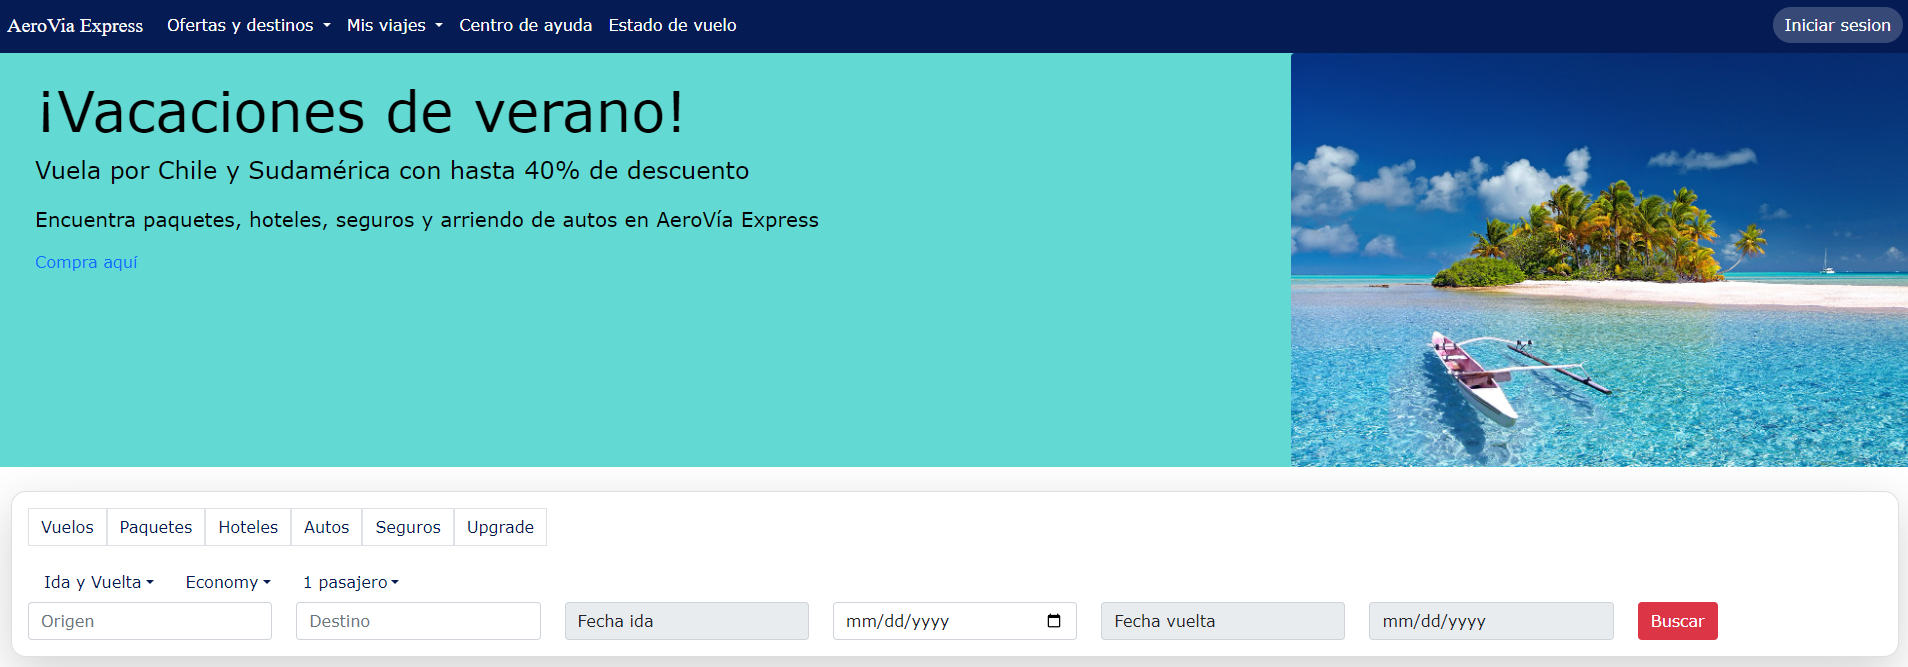 AeroVía Express Ofertas y destinos Mis viajes Centro de ayuda Estado de vuelo Iniciar sesion
¡Vacaciones de verano!
Vuela por Chile y Sudamérica con hasta 40% de descuento
Encuentra paquetes, hoteles, seguros y arriendo de autos en AeroVía Express
Compra aquí
Vuelos Paquetes Hoteles Autos Seguros Upgrade
Ida y Vuelta Economy 1 pasajero
Origen Destino Fecha ida mm/dd/yyyy Fecha vuelta mm/dd/yyyy Buscar